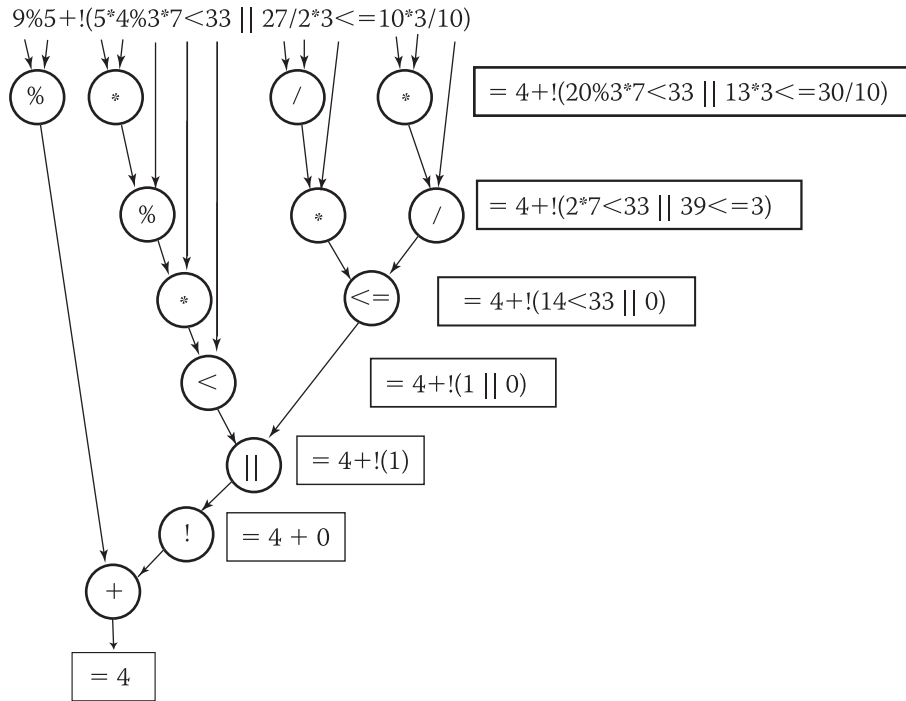 9%5+!(5*4%3*7<33 || 27/2*3<=10*3/10)
% * / * = 4+!(20%3*7<33 || 13*3<=30/10)
% * / = 4+!(2*7<33 || 39<=3)
* <= = 4+!(14<33 || 0)
< = 4+!(1 || 0)
|| = 4+!(1)
! = 4 + 0
+
= 4